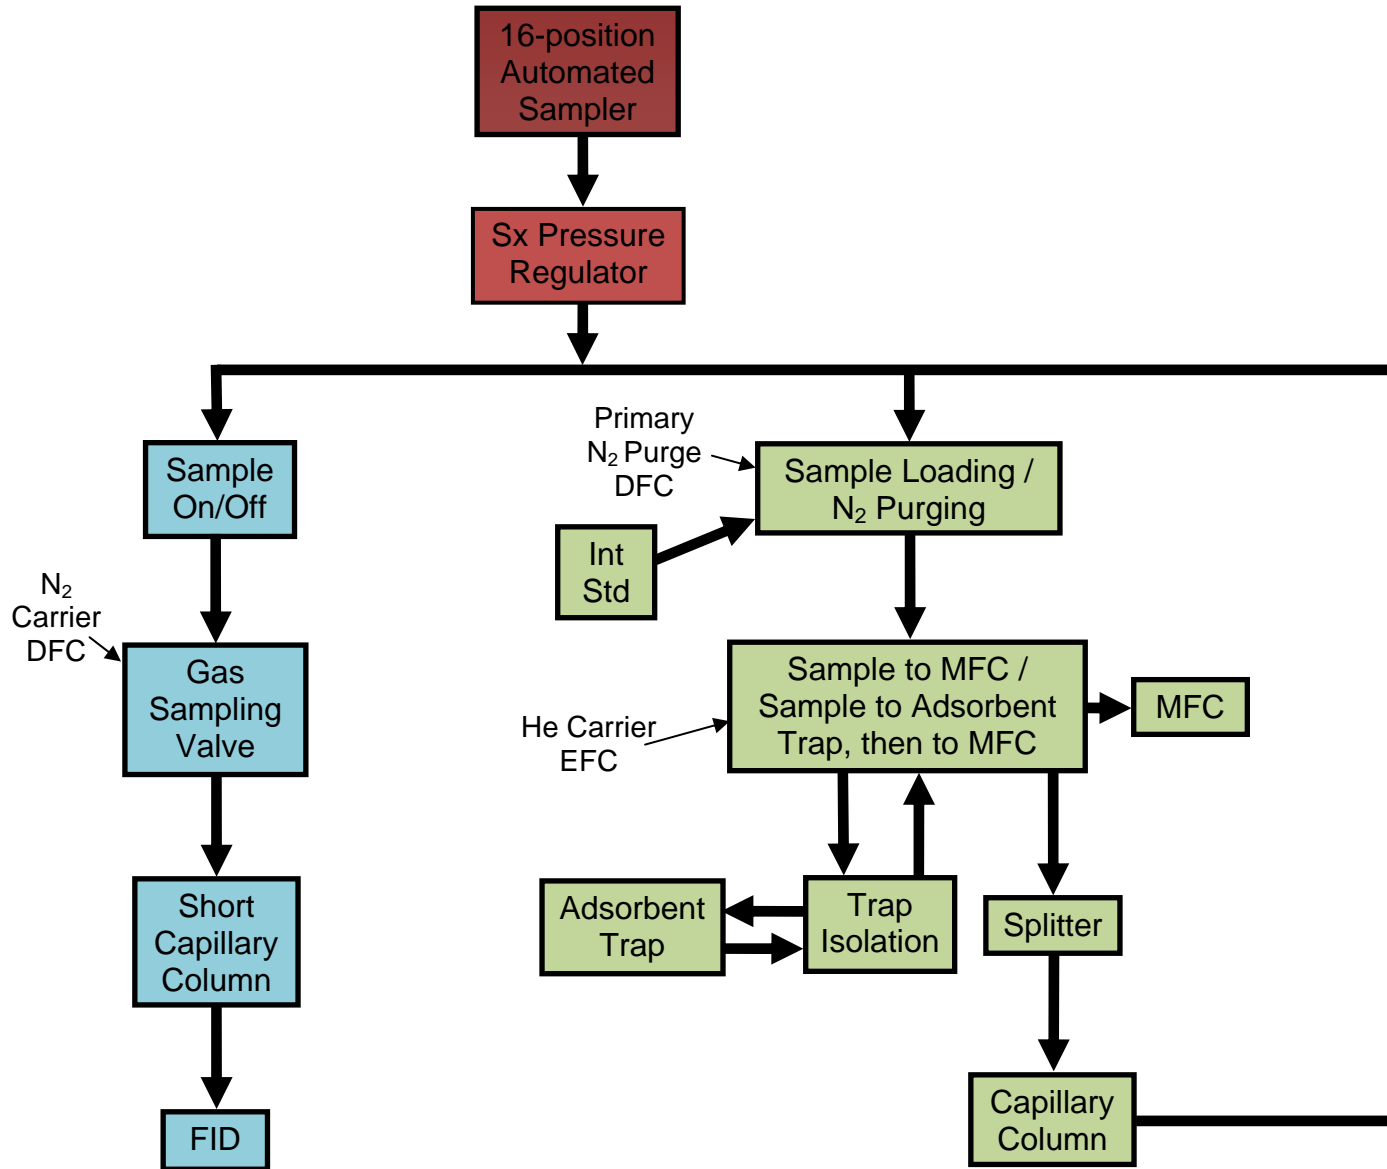 16-position
Automated
Sampler
Sx Pressure
Regulator
Sample
On/Off
N₂
Carrier
DFC
Gas
Sampling
Valve
Short
Capillary
Column
FID
Primary
N₂ Purge
DFC
Sample Loading /
N₂ Purging
Int
Std
Sample to MFC /
Sample to Adsorbent
Trap, then to MFC
MFC
He Carrier
EFC
Adsorbent
Trap
Trap
Isolation
Splitter
Capillary
Column